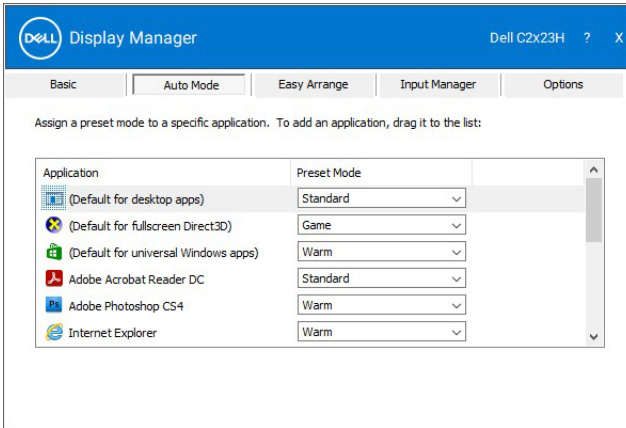 DELL Display Manager Dell C2x23H ? X
Basic Auto Mode Easy Arrange Input Manager Options
Assign a preset mode to a specific application. To add an application, drag it to the list:
Application Preset Mode
(Default for desktop apps) Standard
(Default for fullscreen Direct3D) Game
(Default for universal Windows apps) Warm
Adobe Acrobat Reader DC Standard
Ps Adobe Photoshop CS4 Warm
Internet Explorer Warm